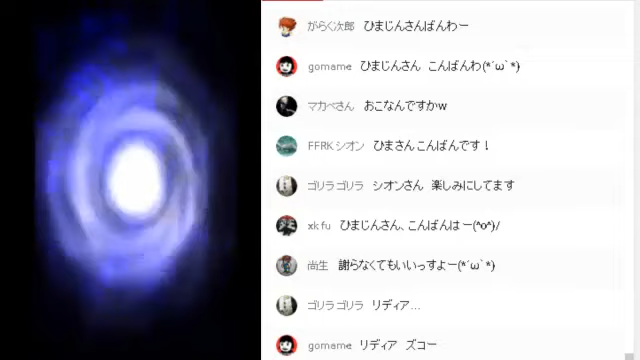 がらく次郎 ひまじんさんばんわー
gomame ひまじんさん こんばんわ(*´ω`*)
マカベさん おこなんですかw
FFRKシオン ひまさんこんばんです！
ゴリラゴリラ シオンさん 楽しみにしてます
xk fu ひまじんさん、こんばんはー(^o^)/
尚生 謝らなくてもいいっすよー(*´ω`*)
ゴリラゴリラ リディア…
gomame リディア ズコー